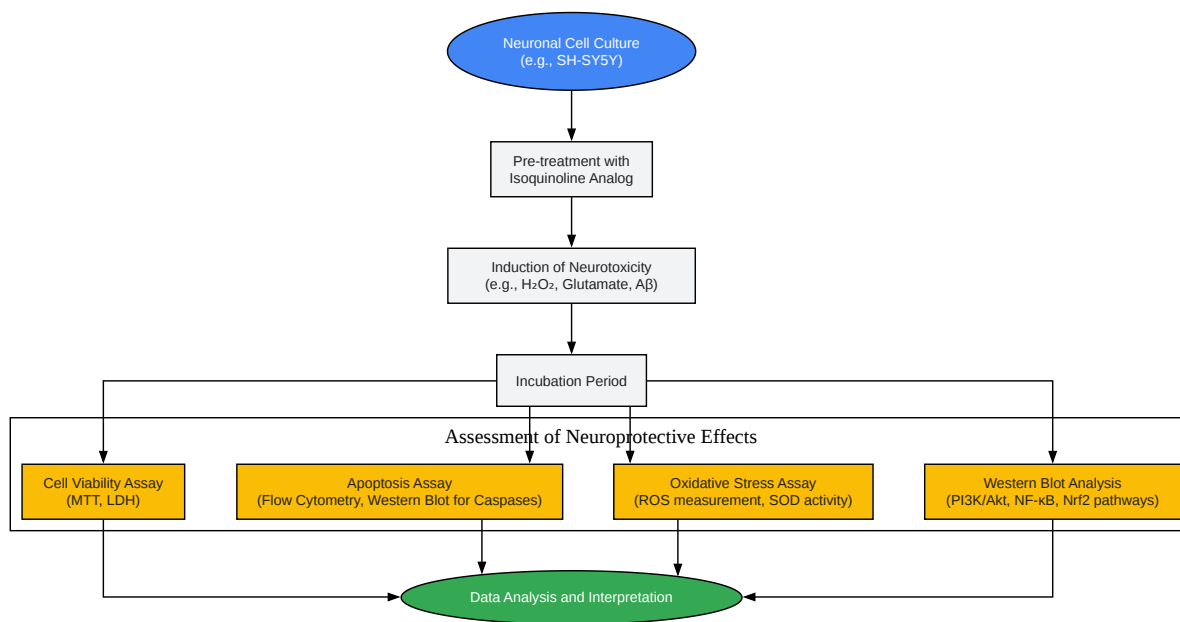 Neuronal Cell Culture
(e.g., SH-SY5Y)
Pre-treatment with
Isoquinoline Analog
Induction of Neurotoxicity
(e.g., H₂O₂, Glutamate, Aβ)
Incubation Period
Assessment of Neuroprotective Effects
Cell Viability Assay
(MTT, LDH)
Apoptosis Assay
(Flow Cytometry, Western Blot for Caspases)
Oxidative Stress Assay
(ROS measurement, SOD activity)
Western Blot Analysis
(PI3K/Akt, NF-κB, Nrf2 pathways)
Data Analysis and Interpretation